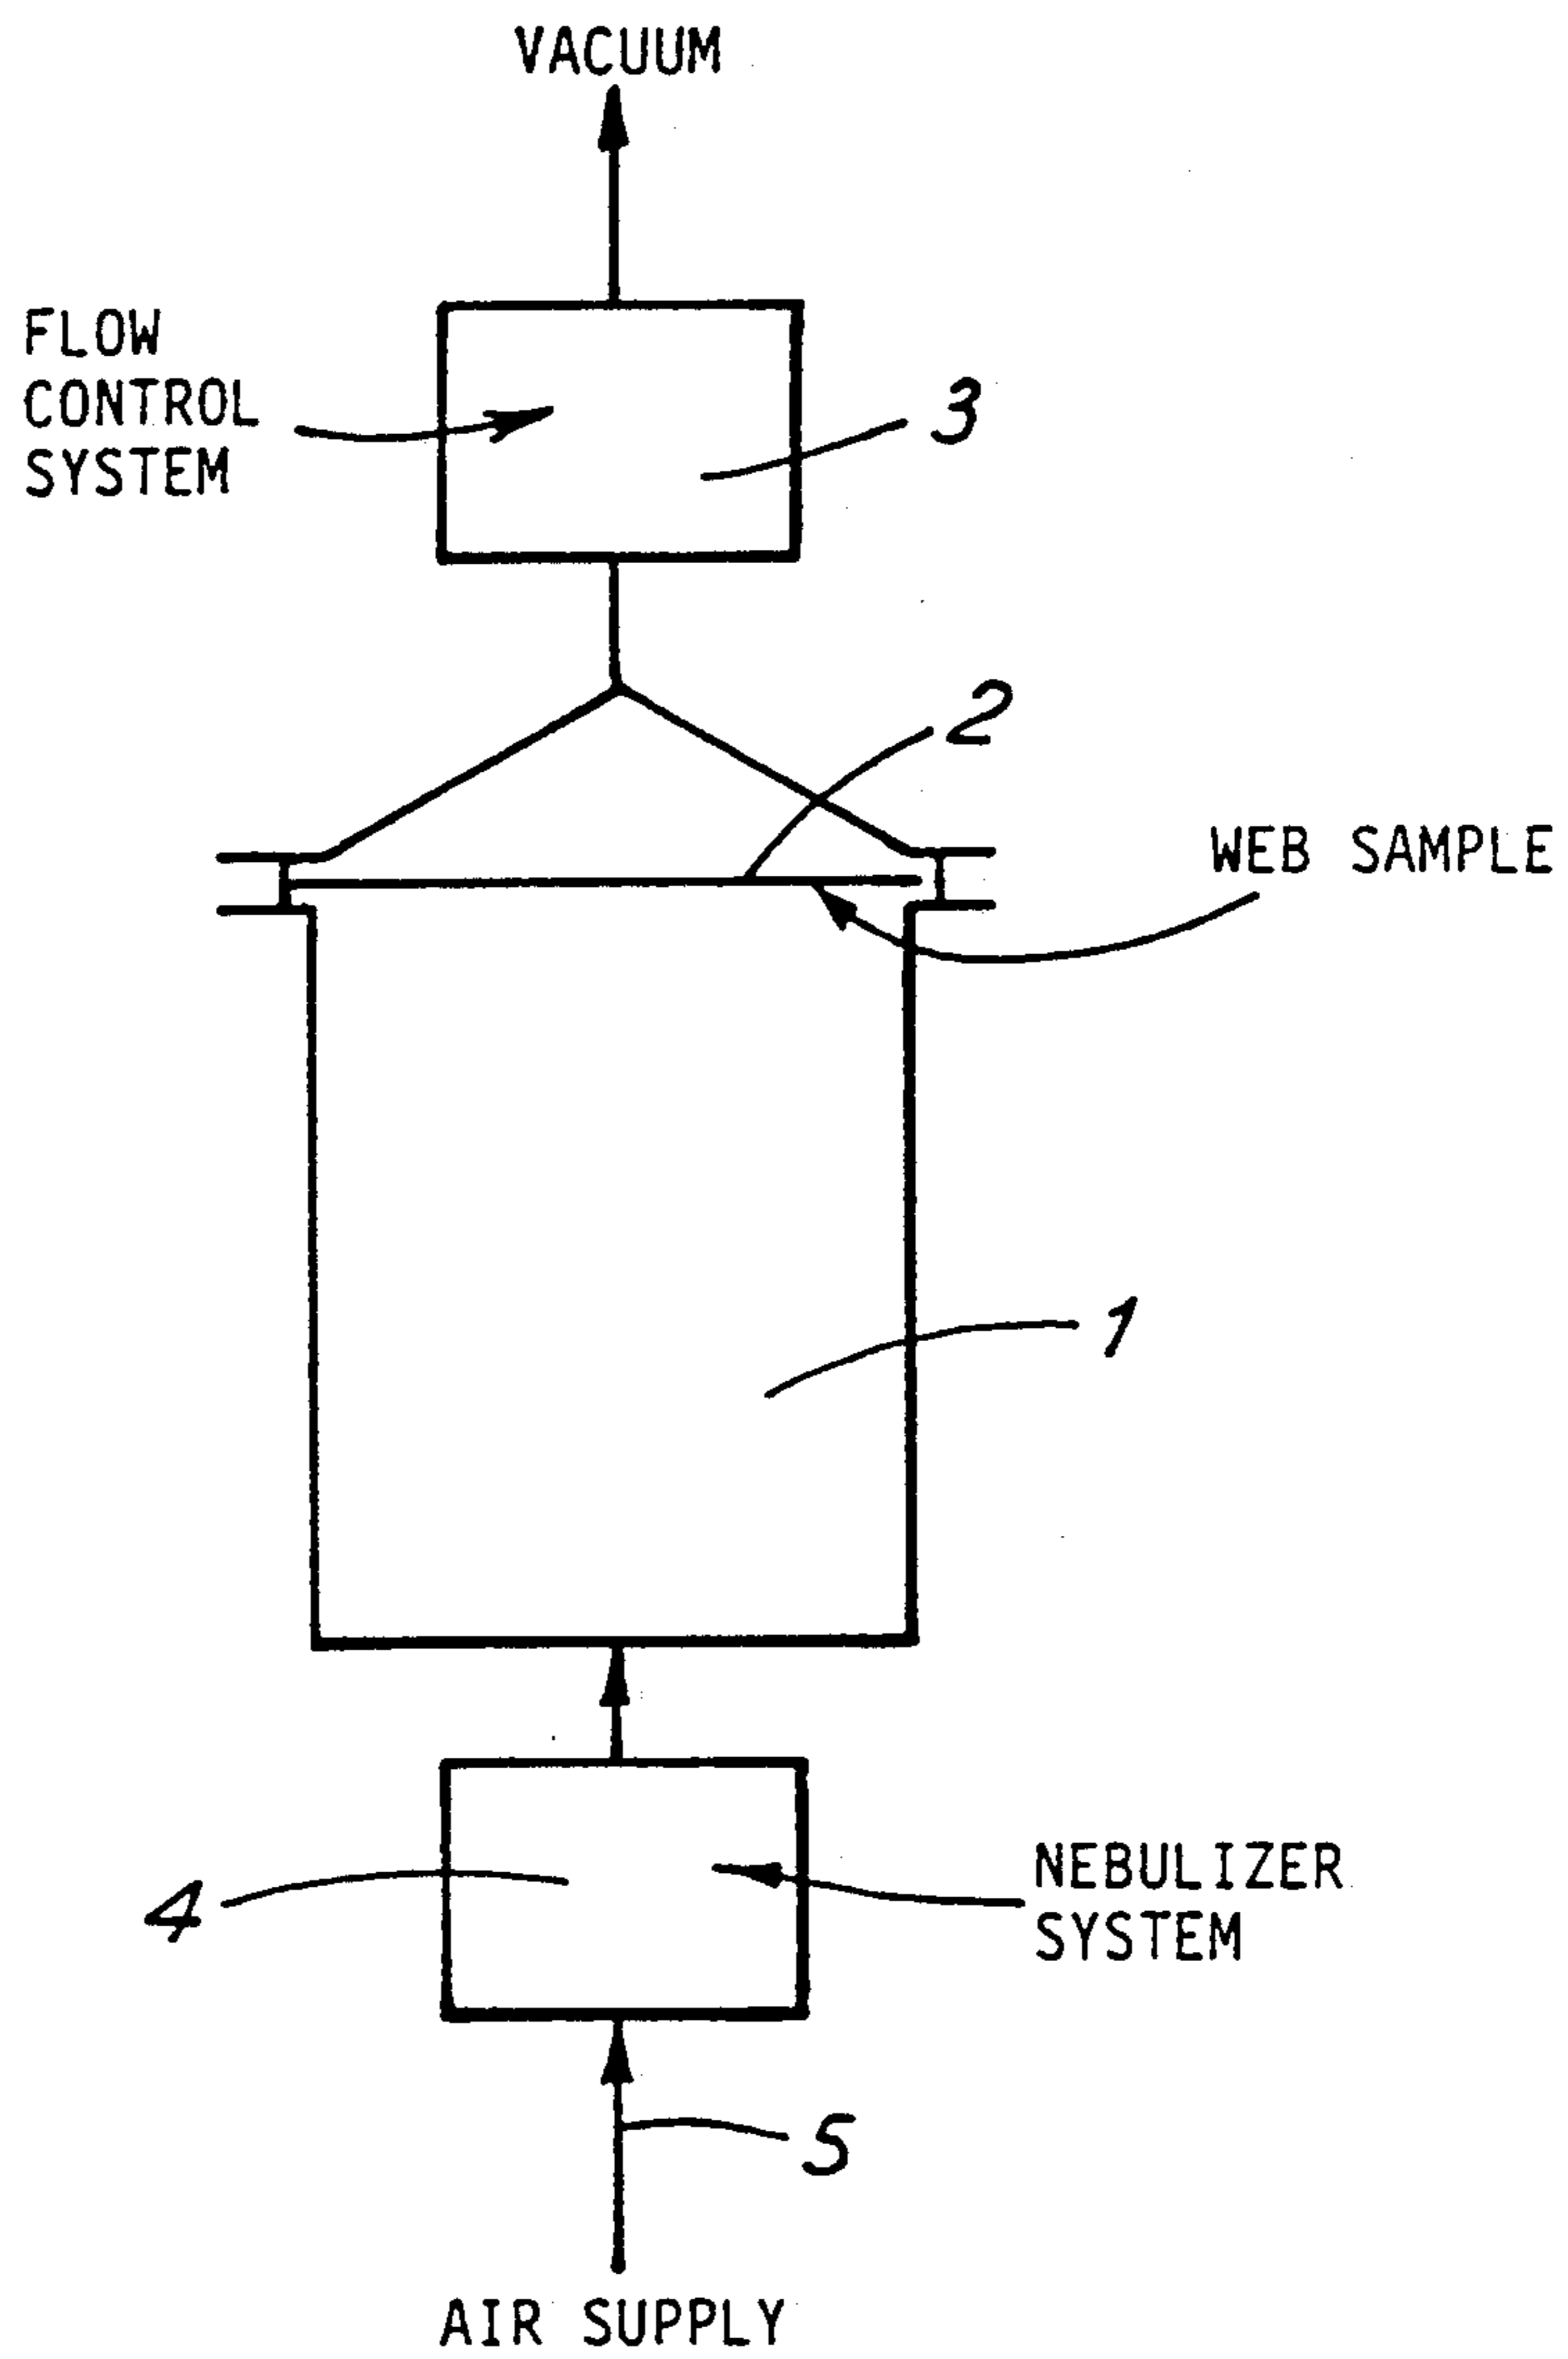 VACUUM
FLOW
CONTROL
SYSTEM
3
2
WEB SAMPLE
1
4
NEBULIZER
SYSTEM
5
AIR SUPPLY